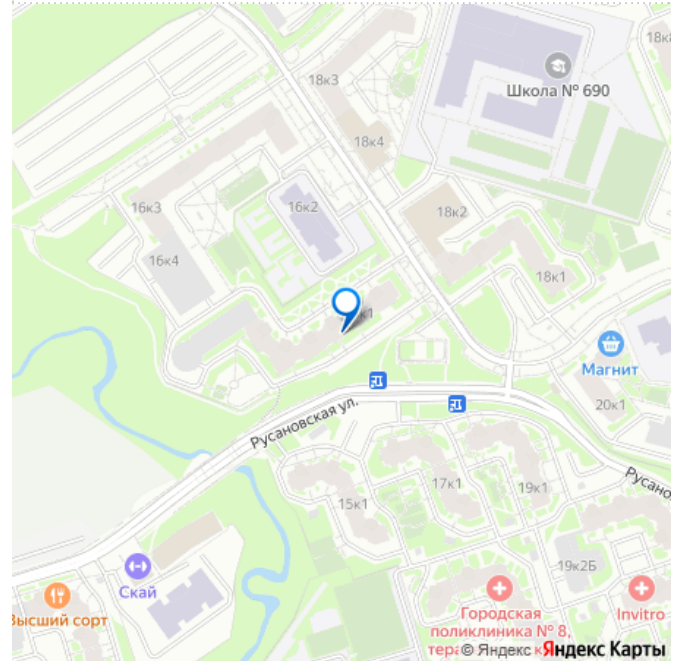 18к3
Школа № 690
18к4
16к2
16к3
18к2
16к4
18к1
к1
Магнит
20к1
Русановская ул.
17к1
19к1
15к1
19к2Б
Скай
Высший сорт
Городская
поликлиника № 8,
Invitro
© Яндекс Яндекс Карты